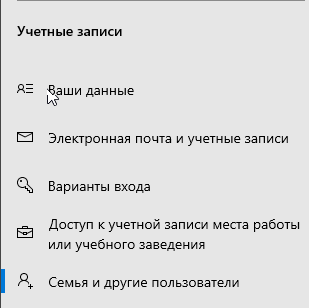 Учетные записи
Ваши данные
Электронная почта и учетные записи
Варианты входа
Доступ к учетной записи места работы
или учебного заведения
Семья и другие пользователи